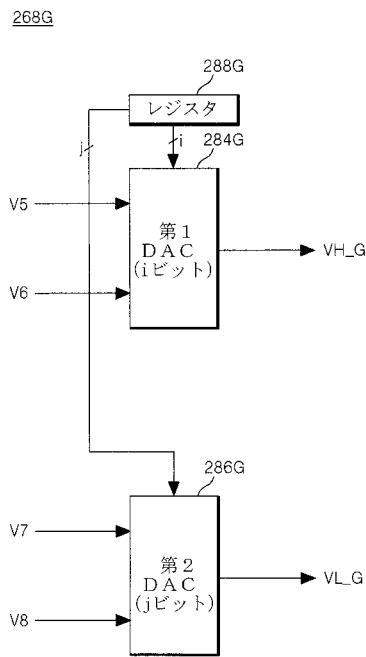 268G
288G
レジスタ
j
i
284G
V5
第1
DAC
(iビット)
VH_G
V6
286G
V7
第2
DAC
(jビット)
VL_G
V8